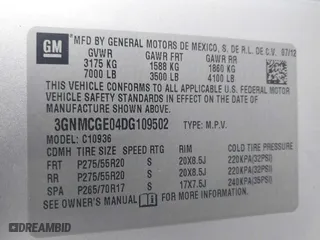 GM
MFD BY GENERAL MOTORS DE MEXICO, S. DE R.L. DE C.V. 07/12
GVWR GAWR FRT GAWR RR
3175 KG 1588 KG 1860 KG
7000 LB 3500 LB 4100 LB
THIS VEHICLE CONFORMS TO ALL APPLICABLE U.S. FEDERAL MOTOR
VEHICLE SAFETY STANDARDS IN EFFECT ON THE DATE OF
MANUFACTURE SHOWN ABOVE.
3GNMCGE04DG109502 TYPE: M.P.V.
MODEL: C10936
TIRE SIZE SPEED RTG RIM COLD TIRE PRESSURE
FRT P275/55R20 S 20X8.5J 220KPA(32PSI)
RR P275/55R20 S 20X8.5J 220KPA(32PSI)
SPA P265/70R17 S 17X7.5J 240KPA(35PSI)
SEE OWNER'S MANUAL FOR ADDITIONAL INFORMATION
AUTOHELPERBOT.COM